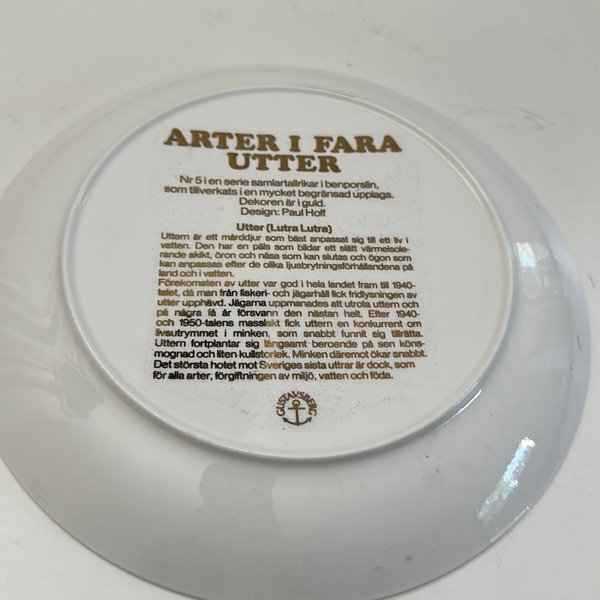 ARTER I FARA
UTTER
Nr 5 i en serie samlartallrikar i benporslin,
som tillverkats i en mycket begränsad upplaga.
Dekoren är i guld.
Design: Paul Hoff
Utter (Lutra Lutra)
Uttern är ett mårddjur som bäst anpassat sig till ett liv i
vatten. Den har en päls som bildar ett slätt värmeisole-
rande skikt, öron och näsa som kan slutas och ögon som
kan anpassas efter de olika ljusbrytningsförhållandena på
land och i vatten.
Förekomsten av utter var god i hela landet fram till 1940-
talet, då man från fiskeri- och jägarhåll fick fridlysningen av
utter upphävd. Jägarna uppmanades att utrota uttern och
på några få år försvann den nästan helt. Efter 1940-
och 1950-talens massjakt fick uttern en konkurrent om
livsutrymmet i minken, som snabbt funnit sig tillrätta.
Uttern fortplantar sig långsamt beroende på sen köns-
mognad och liten kullstorlek. Minken däremot ökar snabbt.
Det största hotet mot Sveriges sista uttrar är dock, som
för alla arter, förgiftningen av miljö, vatten och föda.
GUSTAVSBERG